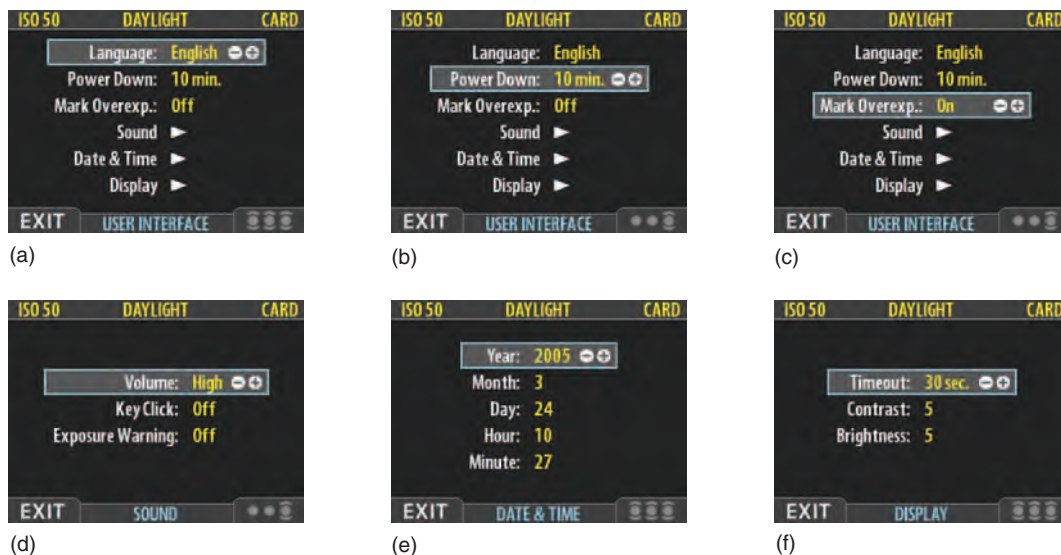 ISO 50 DAYLIGHT CARD
Language: English
Power Down: 10 min.
Mark Overexp.: Off
Sound
Date & Time
Display
EXIT USER INTERFACE
(a)
ISO 50 DAYLIGHT CARD
Language: English
Power Down: 10 min.
Mark Overexp.: Off
Sound
Date & Time
Display
EXIT USER INTERFACE
(b)
ISO 50 DAYLIGHT CARD
Language: English
Power Down: 10 min.
Mark Overexp.: On
Sound
Date & Time
Display
EXIT USER INTERFACE
(c)
ISO 50 DAYLIGHT CARD
Volume: High
Key Click: Off
Exposure Warning: Off
EXIT SOUND
(d)
ISO 50 DAYLIGHT CARD
Year: 2005
Month: 3
Day: 24
Hour: 10
Minute: 27
EXIT DATE & TIME
(e)
ISO 50 DAYLIGHT CARD
Timeout: 30 sec.
Contrast: 5
Brightness: 5
EXIT DISPLAY
(f)